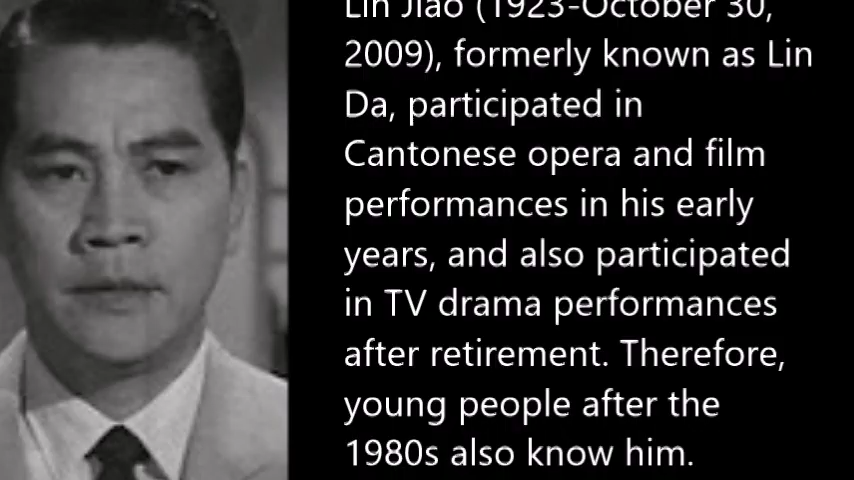 Lin Jiao (1923-October 30,
2009), formerly known as Lin
Da, participated in
Cantonese opera and film
performances in his early
years, and also participated
in TV drama performances
after retirement. Therefore,
young people after the
1980s also know him.